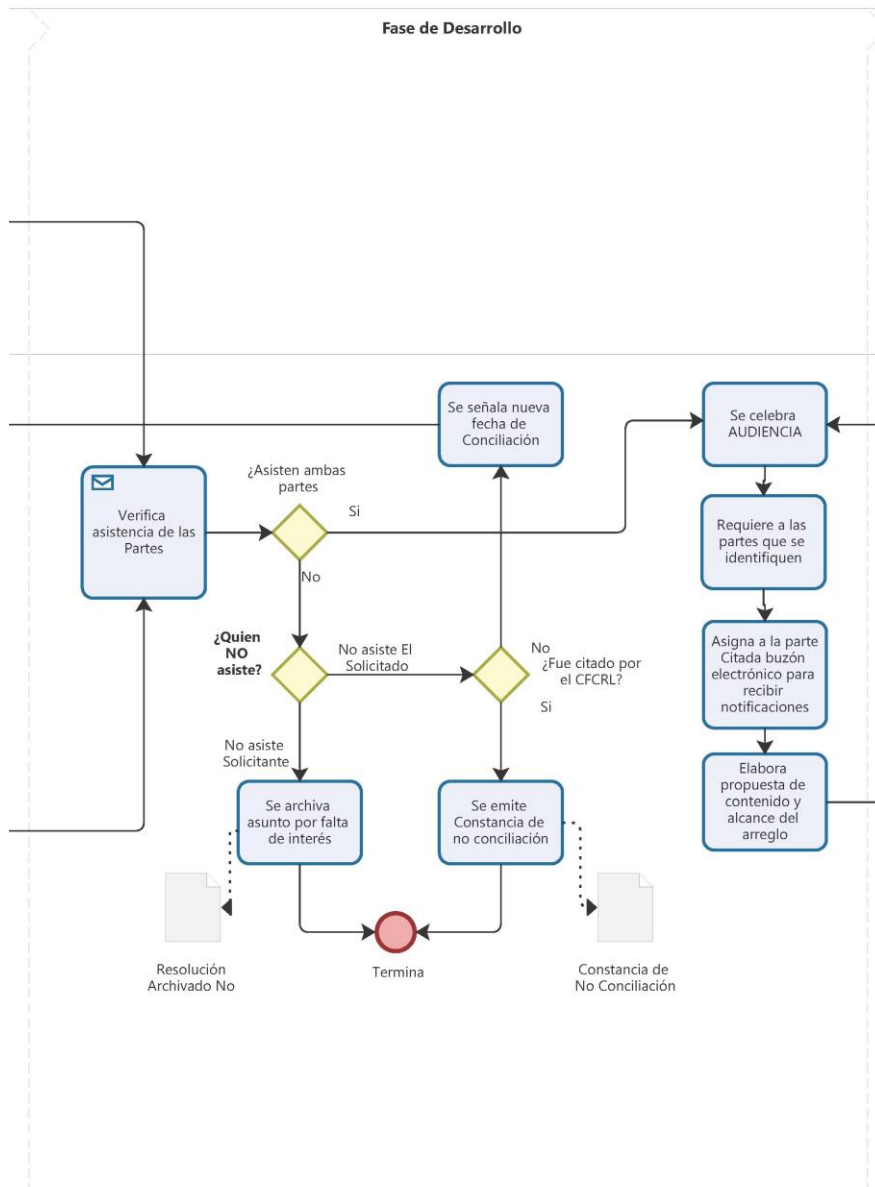 Fase de Desarrollo
Se señala nueva
fecha de
Conciliación
Se celebra
AUDIENCIA
¿Asisten ambas
partes
Si
Verifica
asistencia de las
Partes
Requiere a las
partes que se
identifiquen
No
¿Quien
NO
asiste?
No asiste El
Solicitado
No
¿Fue citado por
el CFCRL?
Si
Asigna a la parte
Citada buzón
electrónico para
recibir
notificaciones
No asiste
Solicitante
Se archiva
asunto por falta
de interés
Se emite
Constancia de
no conciliación
Elabora
propuesta de
contenido y
alcance del
arreglo
Resolución
Archivado No
Termina
Constancia de
No Conciliación